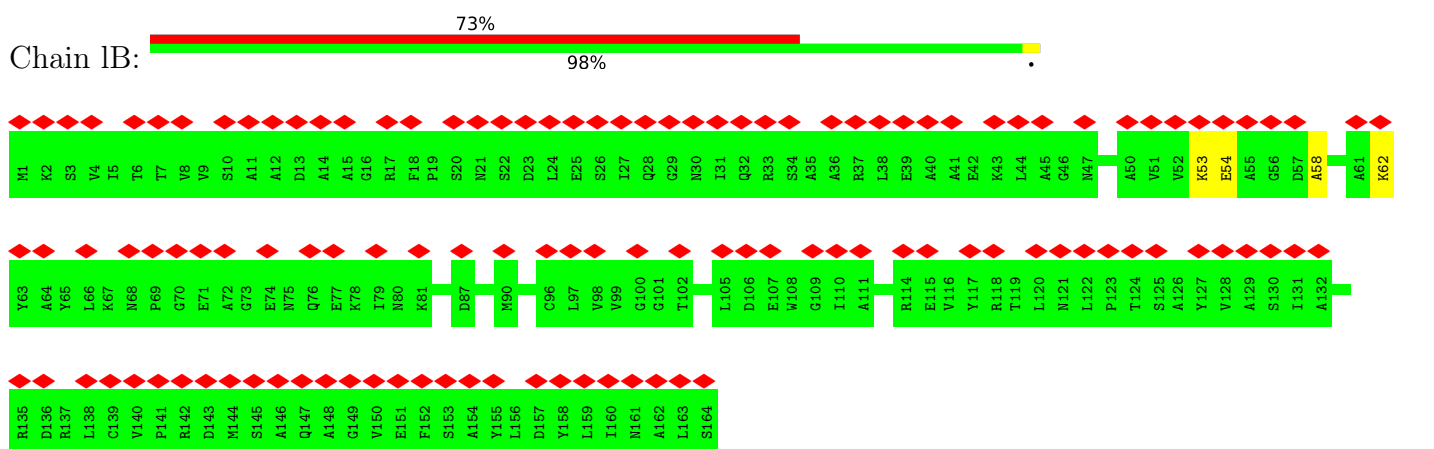 73%
Chain lB:
98%
.
M1 K2 S3 V4 I5 T6 T7 V8 V9 S10 A11 A12 D13 A14 A15 G16 R17 F18 P19 S20 N21 S22 D23 L24 E25 S26 I27 Q28 G29 N30 I31 Q32 R33 S34 A35 A36 R37 L38 E39 A40 A41 E42 K43 L44 A45 G46 N47 A50 V51 V52 K53 E54 A55 G56 D57 A58 A61 K62
Y63 A64 Y65 L66 K67 N68 P69 G70 E71 A72 G73 E74 N75 Q76 E77 K78 I79 N80 K81 D87 M90 C96 L97 V98 V99 G100 G101 T102 L105 D106 E107 W108 G109 I110 A111 R114 E115 V116 Y117 R118 T119 L120 N121 L122 P123 T124 S125 A126 Y127 V128 A129 S130 I131 A132
R135 D136 R137 L138 C139 V140 P141 R142 D143 M144 S145 A146 Q147 A148 G149 V150 E151 F152 S153 A154 Y155 L156 D157 Y158 L159 I160 N161 A162 L163 S164